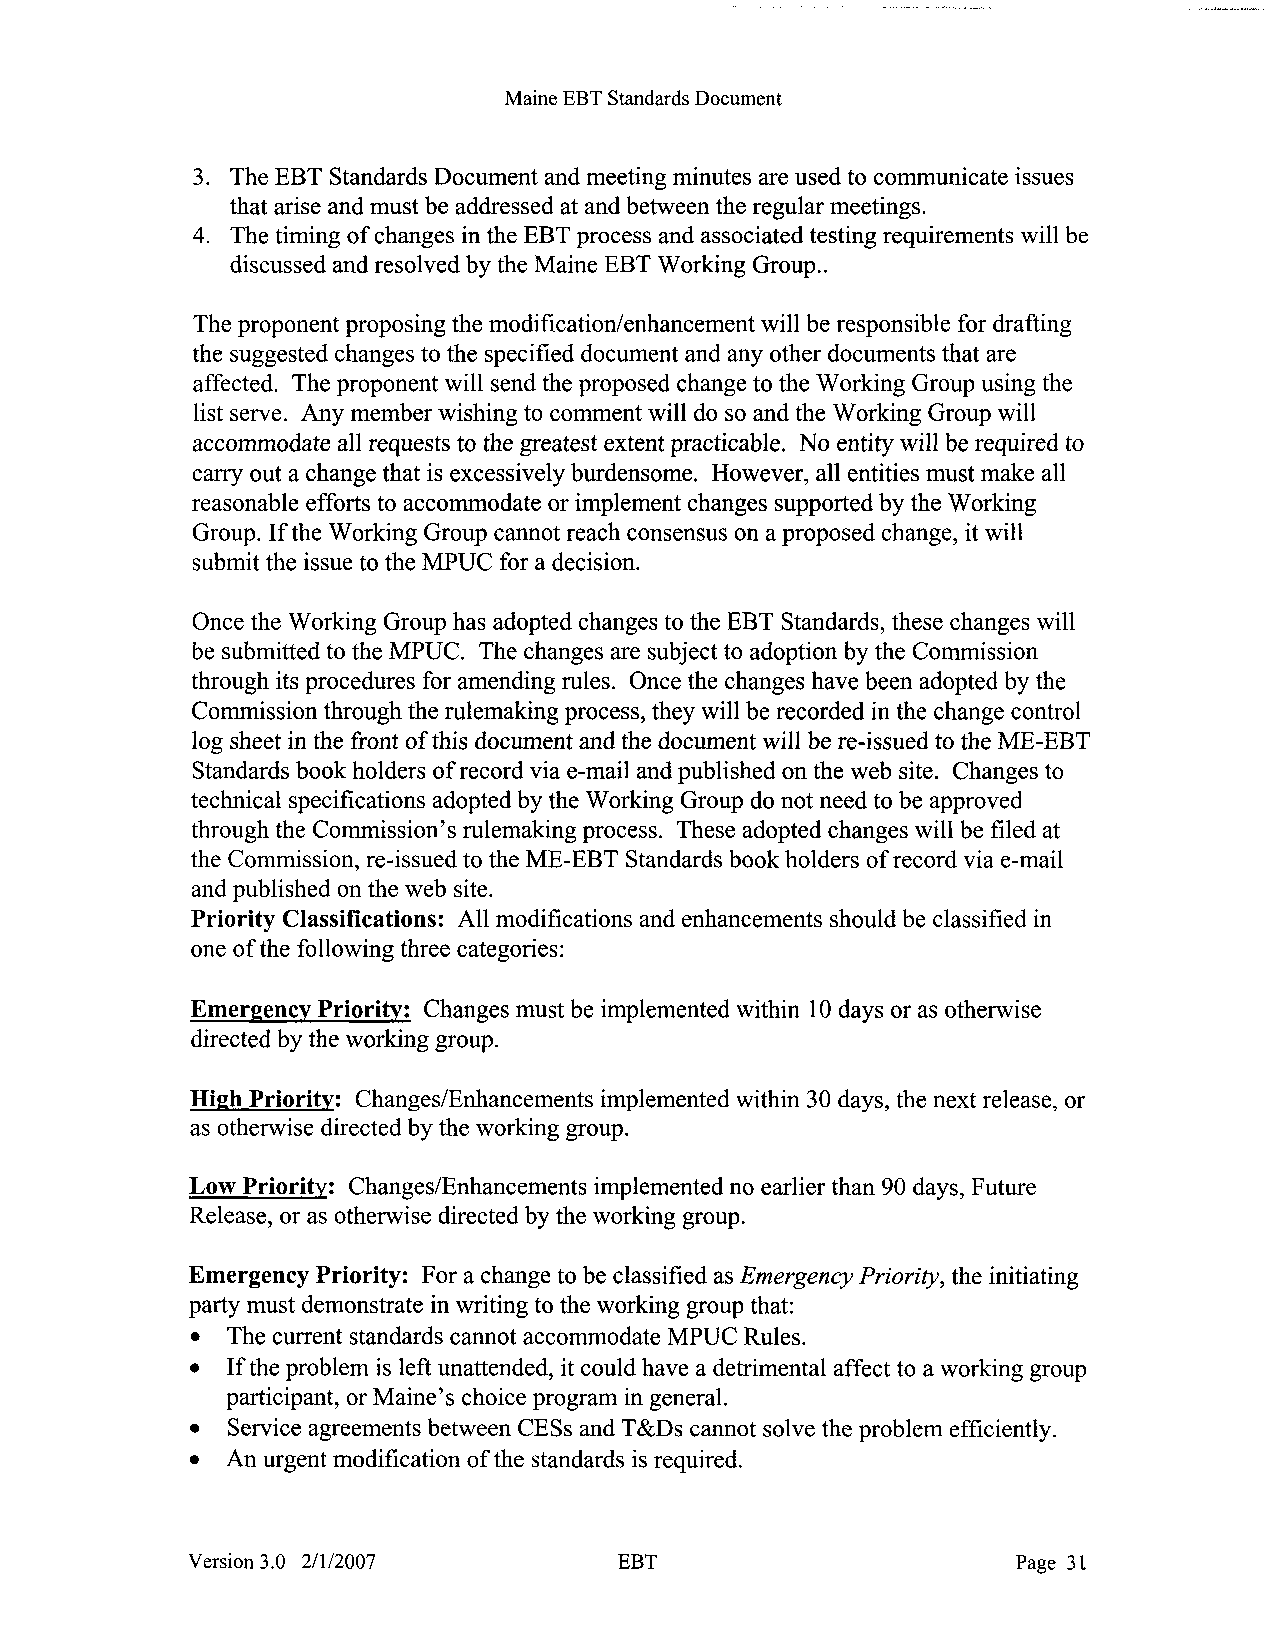 Maine EBT Standards Document
3. The EBT Standards Document and meeting minutes are used to communicate issues
that arise and must be addressed at and between the regular meetings.
4. The timing of changes in the EBT process and associated testing requirements will be
discussed and resolved by the Maine EBT Working Group..
The proponent proposing the modification/enhancement will be responsible for drafting
the suggested changes to the specified document and any other documents that are
affected. The proponent will send the proposed change to the Working Group using the
list serve. Any member wishing to comment will do so and the Working Group will
accommodate all requests to the greatest extent practicable. No entity will be required to
carry out a change that is excessively burdensome. However, all entities must make all
reasonable efforts to accommodate or implement changes supported by the Working
Group. If the Working Group cannot reach consensus on a proposed change, it will
submit the issue to the MPUC for a decision.
Once the Working Group has adopted changes to the EBT Standards, these changes will
be submitted to the MPUC. The changes are subject to adoption by the Commission
through its procedures for amending rules. Once the changes have been adopted by the
Commission through the rulemaking process, they will be recorded in the change control
log sheet in the front of this document and the document will be re-issued to the ME-EBT
Standards book holders of record via e-mail and published on the web site. Changes to
technical specifications adopted by the Working Group do not need to be approved
through the Commission's rulemaking process. These adopted changes will be filed at
the Commission, re-issued to the ME-EBT Standards book holders of record via e-mail
and published on the web site.
Priority Classifications: All modifications and enhancements should be classified in
one of the following three categories:
Emergency Priority: Changes must be implemented within 10 days or as otherwise
directed by the working group.
High Priority: Changes/Enhancements implemented within 30 days, the next release, or
as otherwise directed by the working group.
Low Priority: Changes/Enhancements implemented no earlier than 90 days, Future
Release, or as otherwise directed by the working group.
Emergency Priority: For a change to be classified as Emergency Priority, the initiating
party must demonstrate in writing to the working group that:
• The current standards cannot accommodate MPUC Rules.
• If the problem is left unattended, it could have a detrimental affect to a working group
participant, or Maine's choice program in general.
• Service agreements between CESs and T&Ds cannot solve the problem efficiently.
• An urgent modification of the standards is required.
Version 3.0 2/1/2007 EBT Page 31